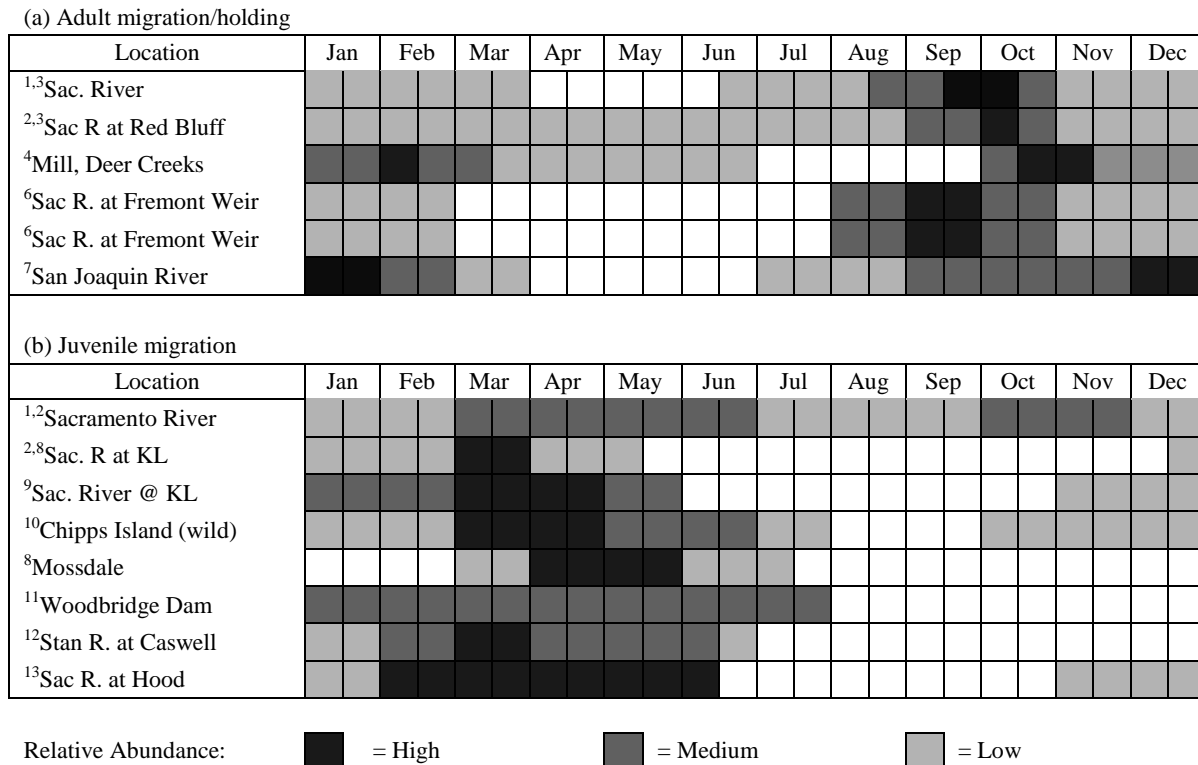 (a) Adult migration/holding
Location Jan Feb Mar Apr May Jun Jul Aug Sep Oct Nov Dec
1,3Sac. River
2,3Sac R at Red Bluff
4Mill, Deer Creeks
6Sac R. at Fremont Weir
6Sac R. at Fremont Weir
7San Joaquin River
(b) Juvenile migration
Location Jan Feb Mar Apr May Jun Jul Aug Sep Oct Nov Dec
1,2Sacramento River
2,8Sac. R at KL
9Sac. River @ KL
10Chipps Island (wild)
8Mossdale
11Woodbridge Dam
12Stan R. at Caswell
13Sac R. at Hood
Relative Abundance: = High = Medium = Low